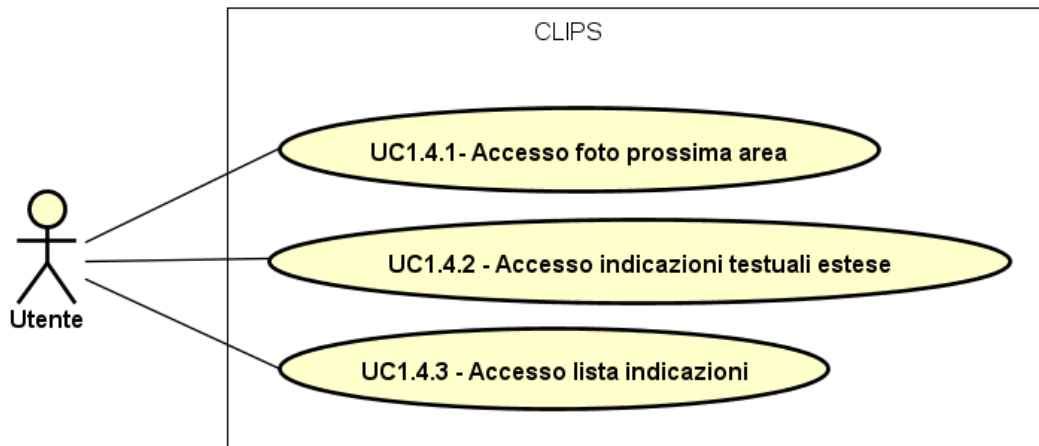 CLIPS
UC1.4.1- Accesso foto prossima area
UC1.4.2 - Accesso indicazioni testuali estese
Utente
UC1.4.3 - Accesso lista indicazioni